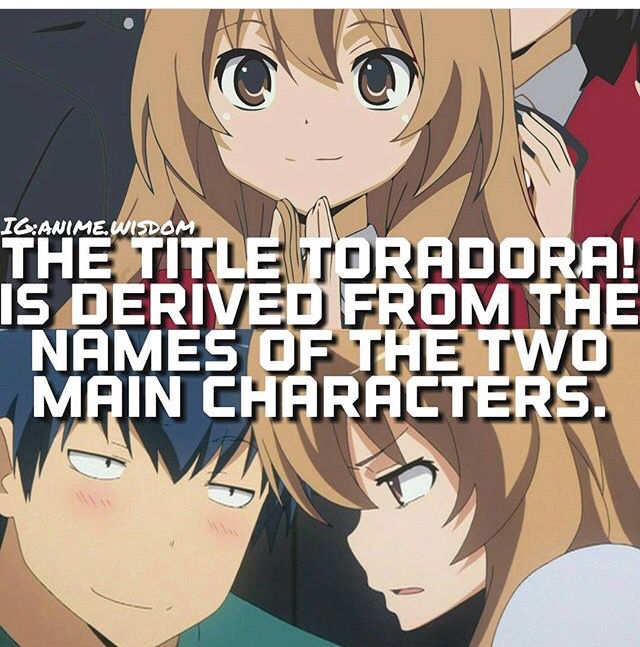 IG:ANIME.WISDOM
THE TITLE TORADORA!
IS DERIVED FROM THE
NAMES OF THE TWO
MAIN CHARACTERS.